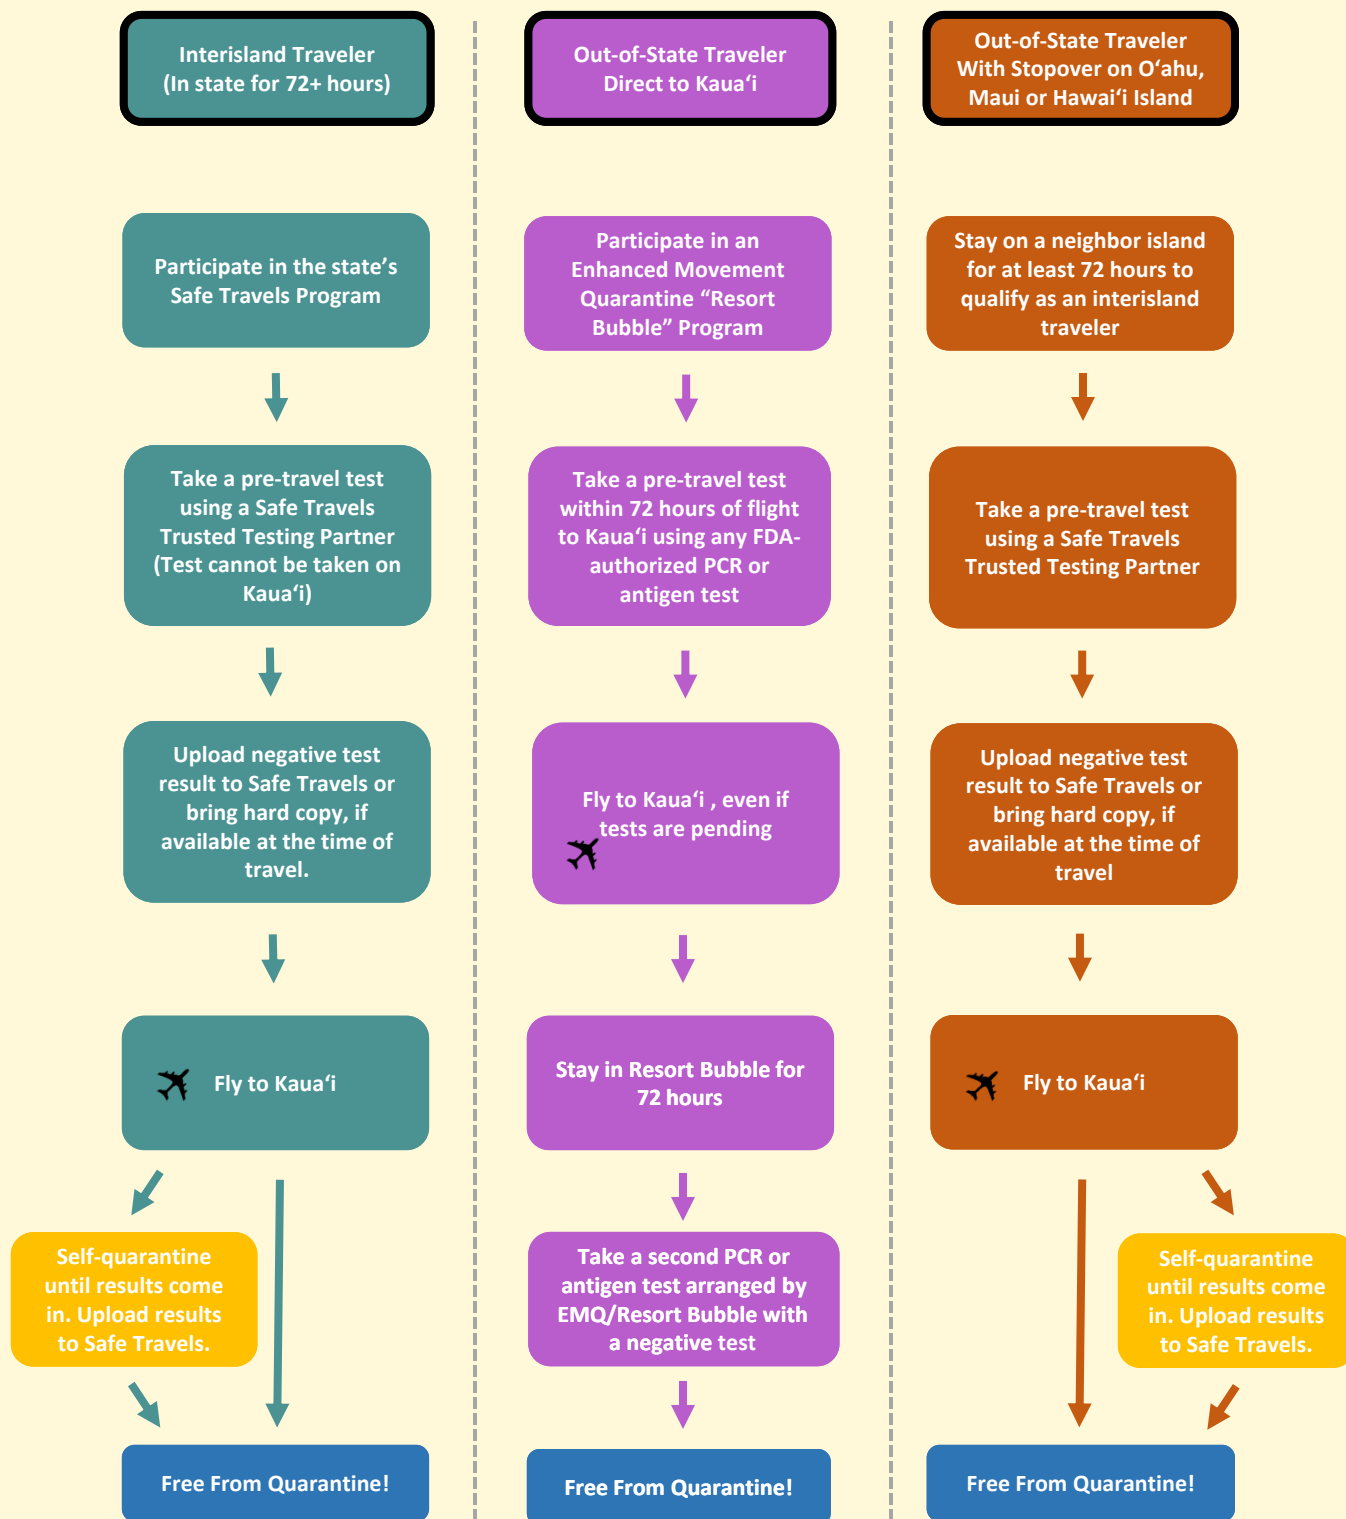 Interisland Traveler
(In state for 72+ hours)
Participate in the state’s
Safe Travels Program
Take a pre-travel test
using a Safe Travels
Trusted Testing Partner
(Test cannot be taken on
Kaua‘i)
Upload negative test
result to Safe Travels or
bring hard copy, if
available at the time of
travel.
Fly to Kaua‘i
Self-quarantine
until results come
in. Upload results
to Safe Travels.
Free From Quarantine!
Out-of-State Traveler
Direct to Kaua‘i
Participate in an
Enhanced Movement
Quarantine “Resort
Bubble” Program
Take a pre-travel test
within 72 hours of flight
to Kaua‘i using any FDA-
authorized PCR or
antigen test
Fly to Kaua‘i , even if
tests are pending
Stay in Resort Bubble for
72 hours
Take a second PCR or
antigen test arranged by
EMQ/Resort Bubble with
a negative test
Free From Quarantine!
Out-of-State Traveler
With Stopover on O‘ahu,
Maui or Hawai‘i Island
Stay on a neighbor island
for at least 72 hours to
qualify as an interisland
traveler
Take a pre-travel test
using a Safe Travels
Trusted Testing Partner
Upload negative test
result to Safe Travels or
bring hard copy, if
available at the time of
travel
Fly to Kaua‘i
Self-quarantine
until results come
in. Upload results
to Safe Travels.
Free From Quarantine!